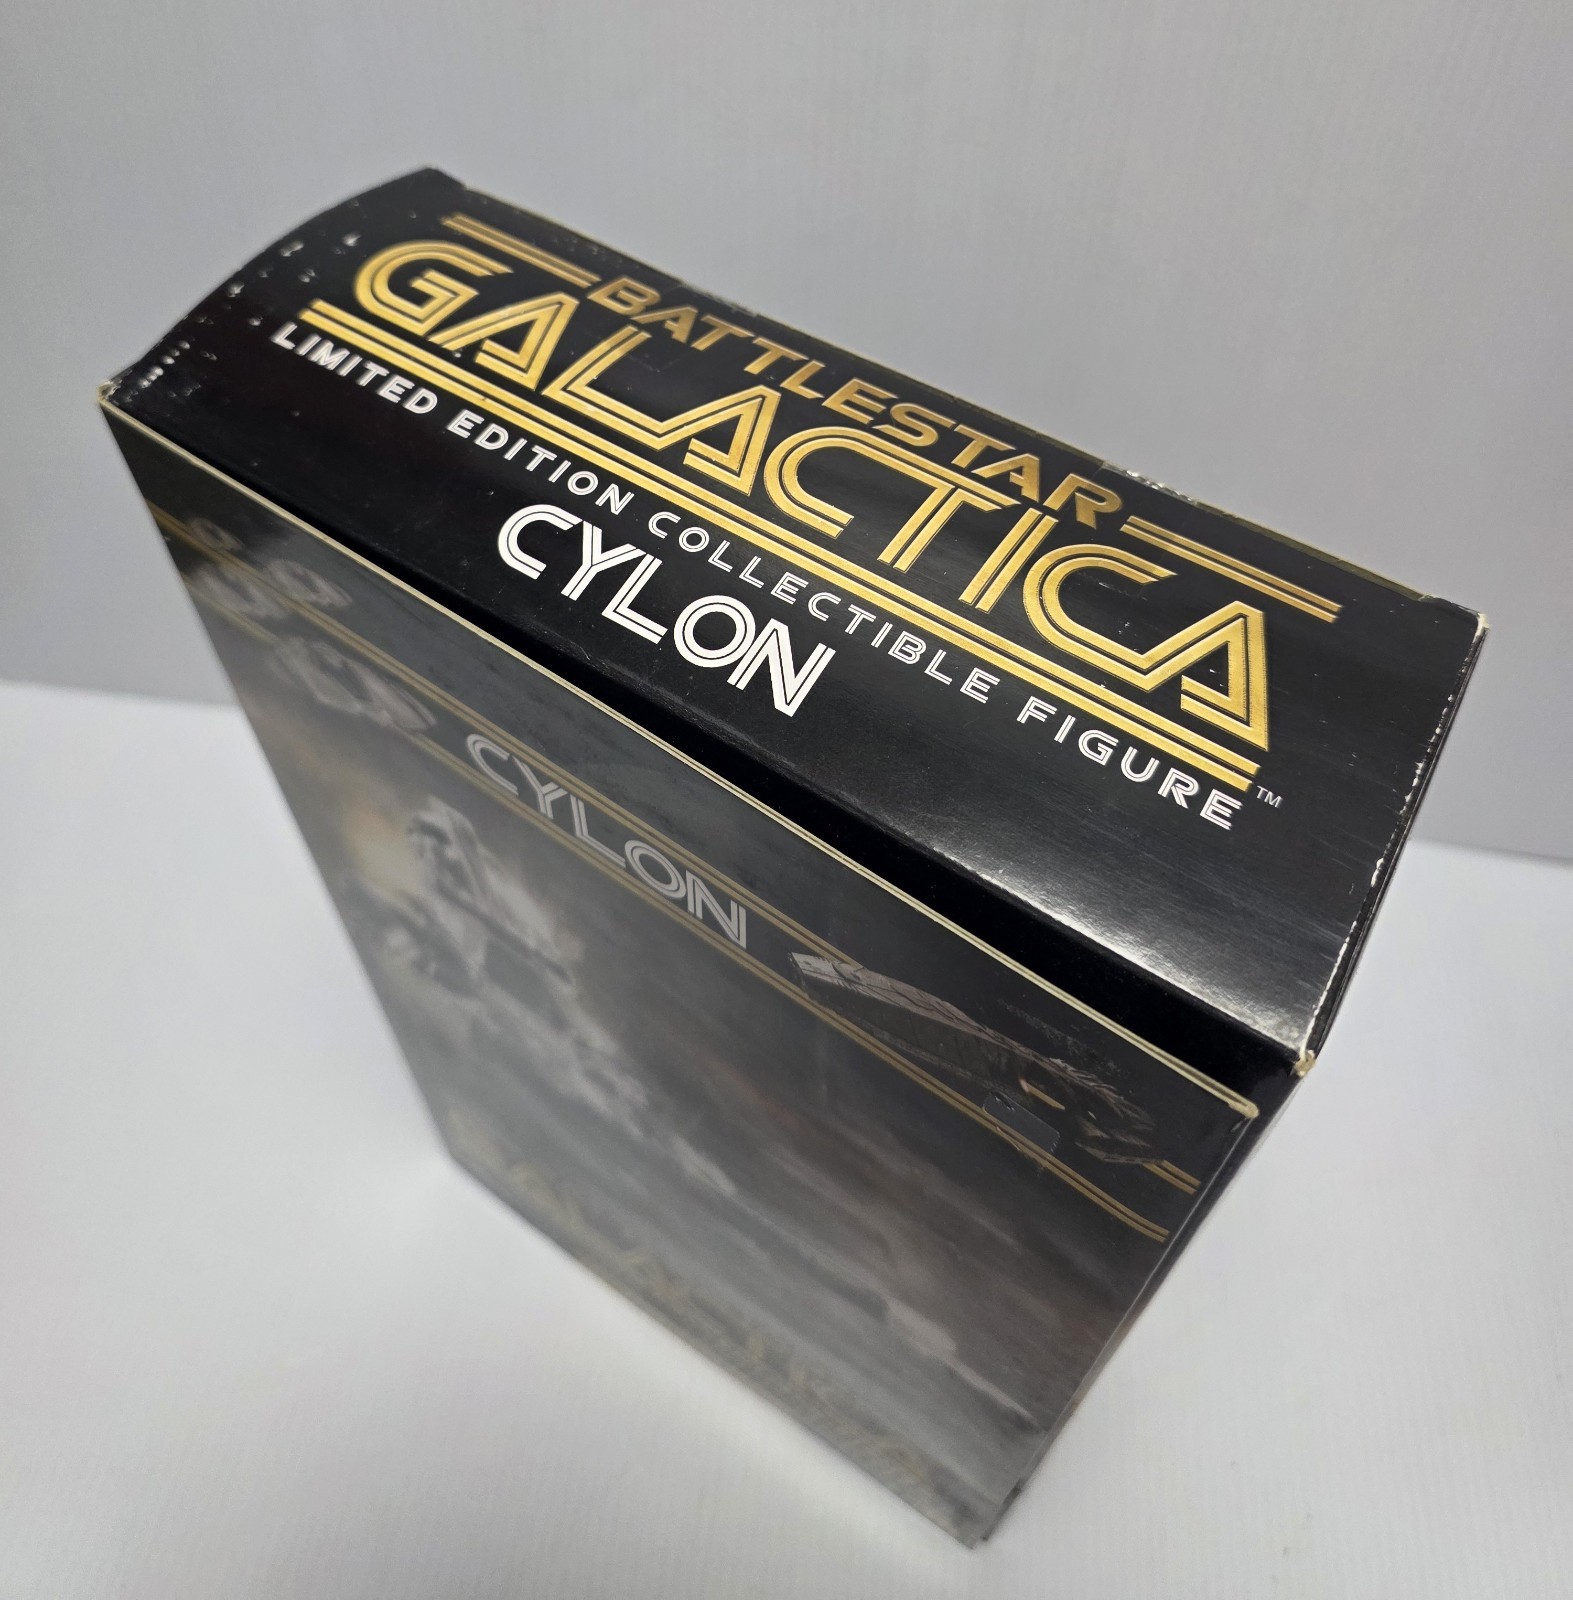 BATTLESTAR
GALACTICA
LIMITED EDITION COLLECTIBLE FIGURE™
CYLON
CYLON